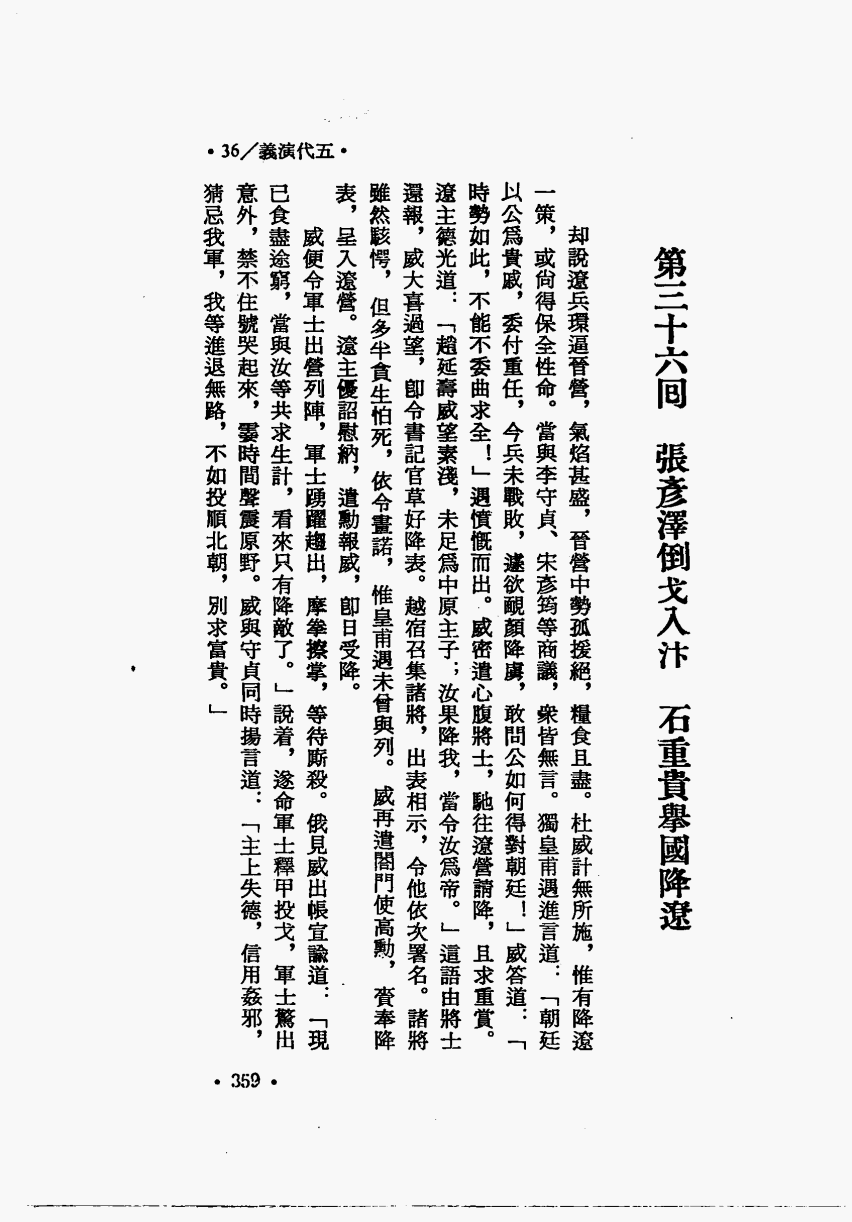 •36／義演代五•
第三十六回　張彥澤倒戈入汴　石重貴舉國降遼
却說遼兵環逼晉營，氣焰甚盛，晉營中勢孤援絕，糧食且盡。杜威計無所施，惟有降遼
一策，或尙得保全性命。當與李守貞、宋彥筠等商議，衆皆無言。獨皇甫遇進言道：「朝廷
以公爲貴戚，委付重任，今兵未戰敗，遽欲靦顏降虜，敢問公如何得對朝廷！」威答道：「
時勢如此，不能不委曲求全！」遇憤慨而出。威密遣心腹將士，馳往遼營請降，且求重賞。
遼主德光道：「趙延壽威望素淺，未足爲中原主子；汝果降我，當令汝爲帝。」這語由將士
還報，威大喜過望，卽令書記官草好降表。越宿召集諸將，出表相示，令他依次署名。諸將
雖然駭愕，但多半貪生怕死，依令畫諾，惟皇甫遇未曾與列。威再遣閤門使高勳，賫奉降
表，呈入遼營。遼主優詔慰納，遣勳報威，卽日受降。
威便令軍士出營列陣，軍士踴躍趨出，摩拳擦掌，等待厮殺。俄見威出帳宣諭道：「現
已食盡途窮，當與汝等共求生計，看來只有降敵了。」說着，遂命軍士釋甲投戈，軍士驚出
意外，禁不住號哭起來，霎時間聲震原野。威與守貞同時揚言道：「主上失德，信用姦邪，
猜忌我軍，我等進退無路，不如投順北朝，別求富貴。」
•359•